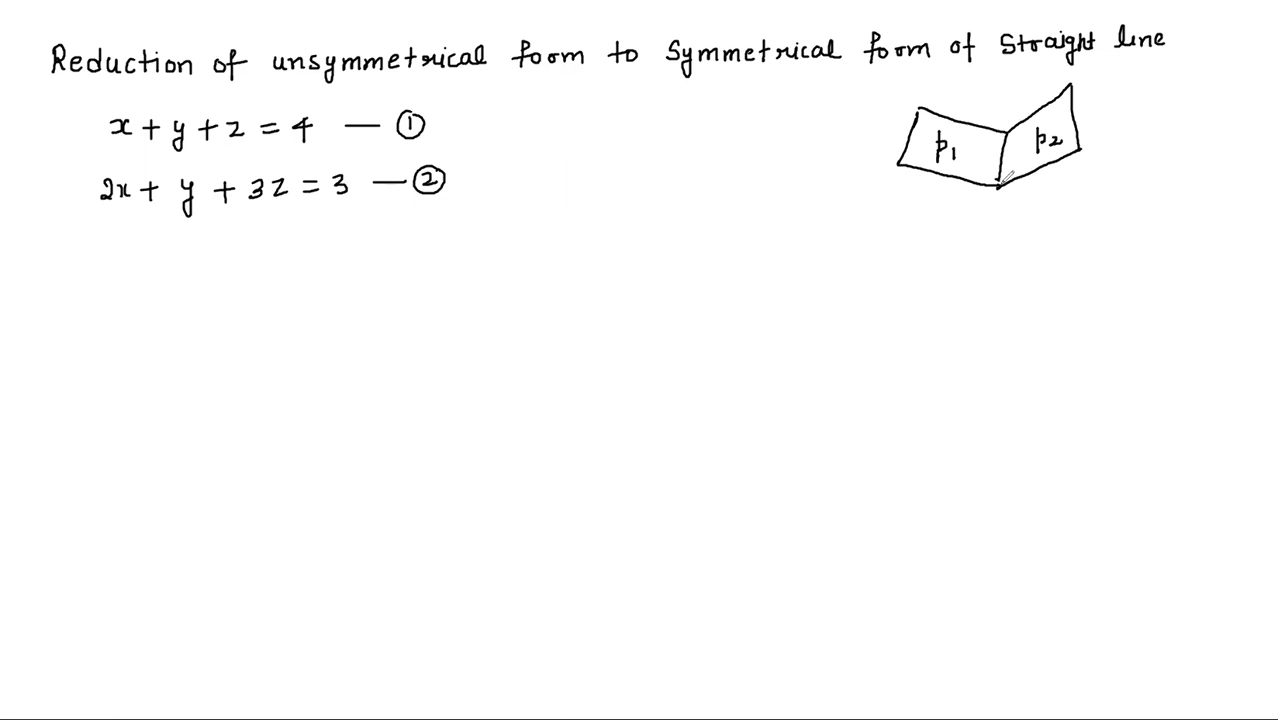 Reduction of unsymmetrical form to Symmetrical form of Straight line
x + y + z = 4 — ①
2x + y + 3z = 3 — ②
p₁
p₂